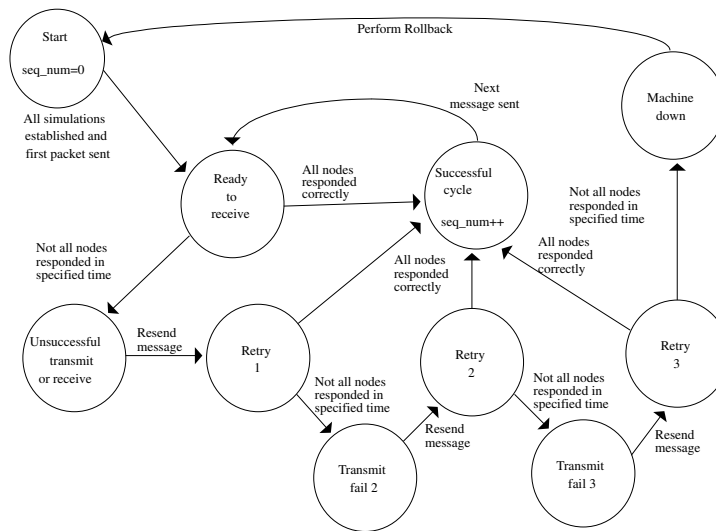 Start
seq_num=0
Perform Rollback
Machine
down
All simulations
established and
first packet sent
Next
message sent
Ready
to
receive
All nodes
responded
correctly
Successful
cycle
seq_num++
Not all nodes
responded in
specified time
Not all nodes
responded in
specified time
All nodes
responded
correctly
All nodes
responded
correctly
Unsuccessful
transmit
or receive
Resend
message
Retry
1
Retry
2
Retry
3
Not all nodes
responded in
specified time
Not all nodes
responded in
specified time
Resend
message
Resend
message
Transmit
fail 2
Transmit
fail 3